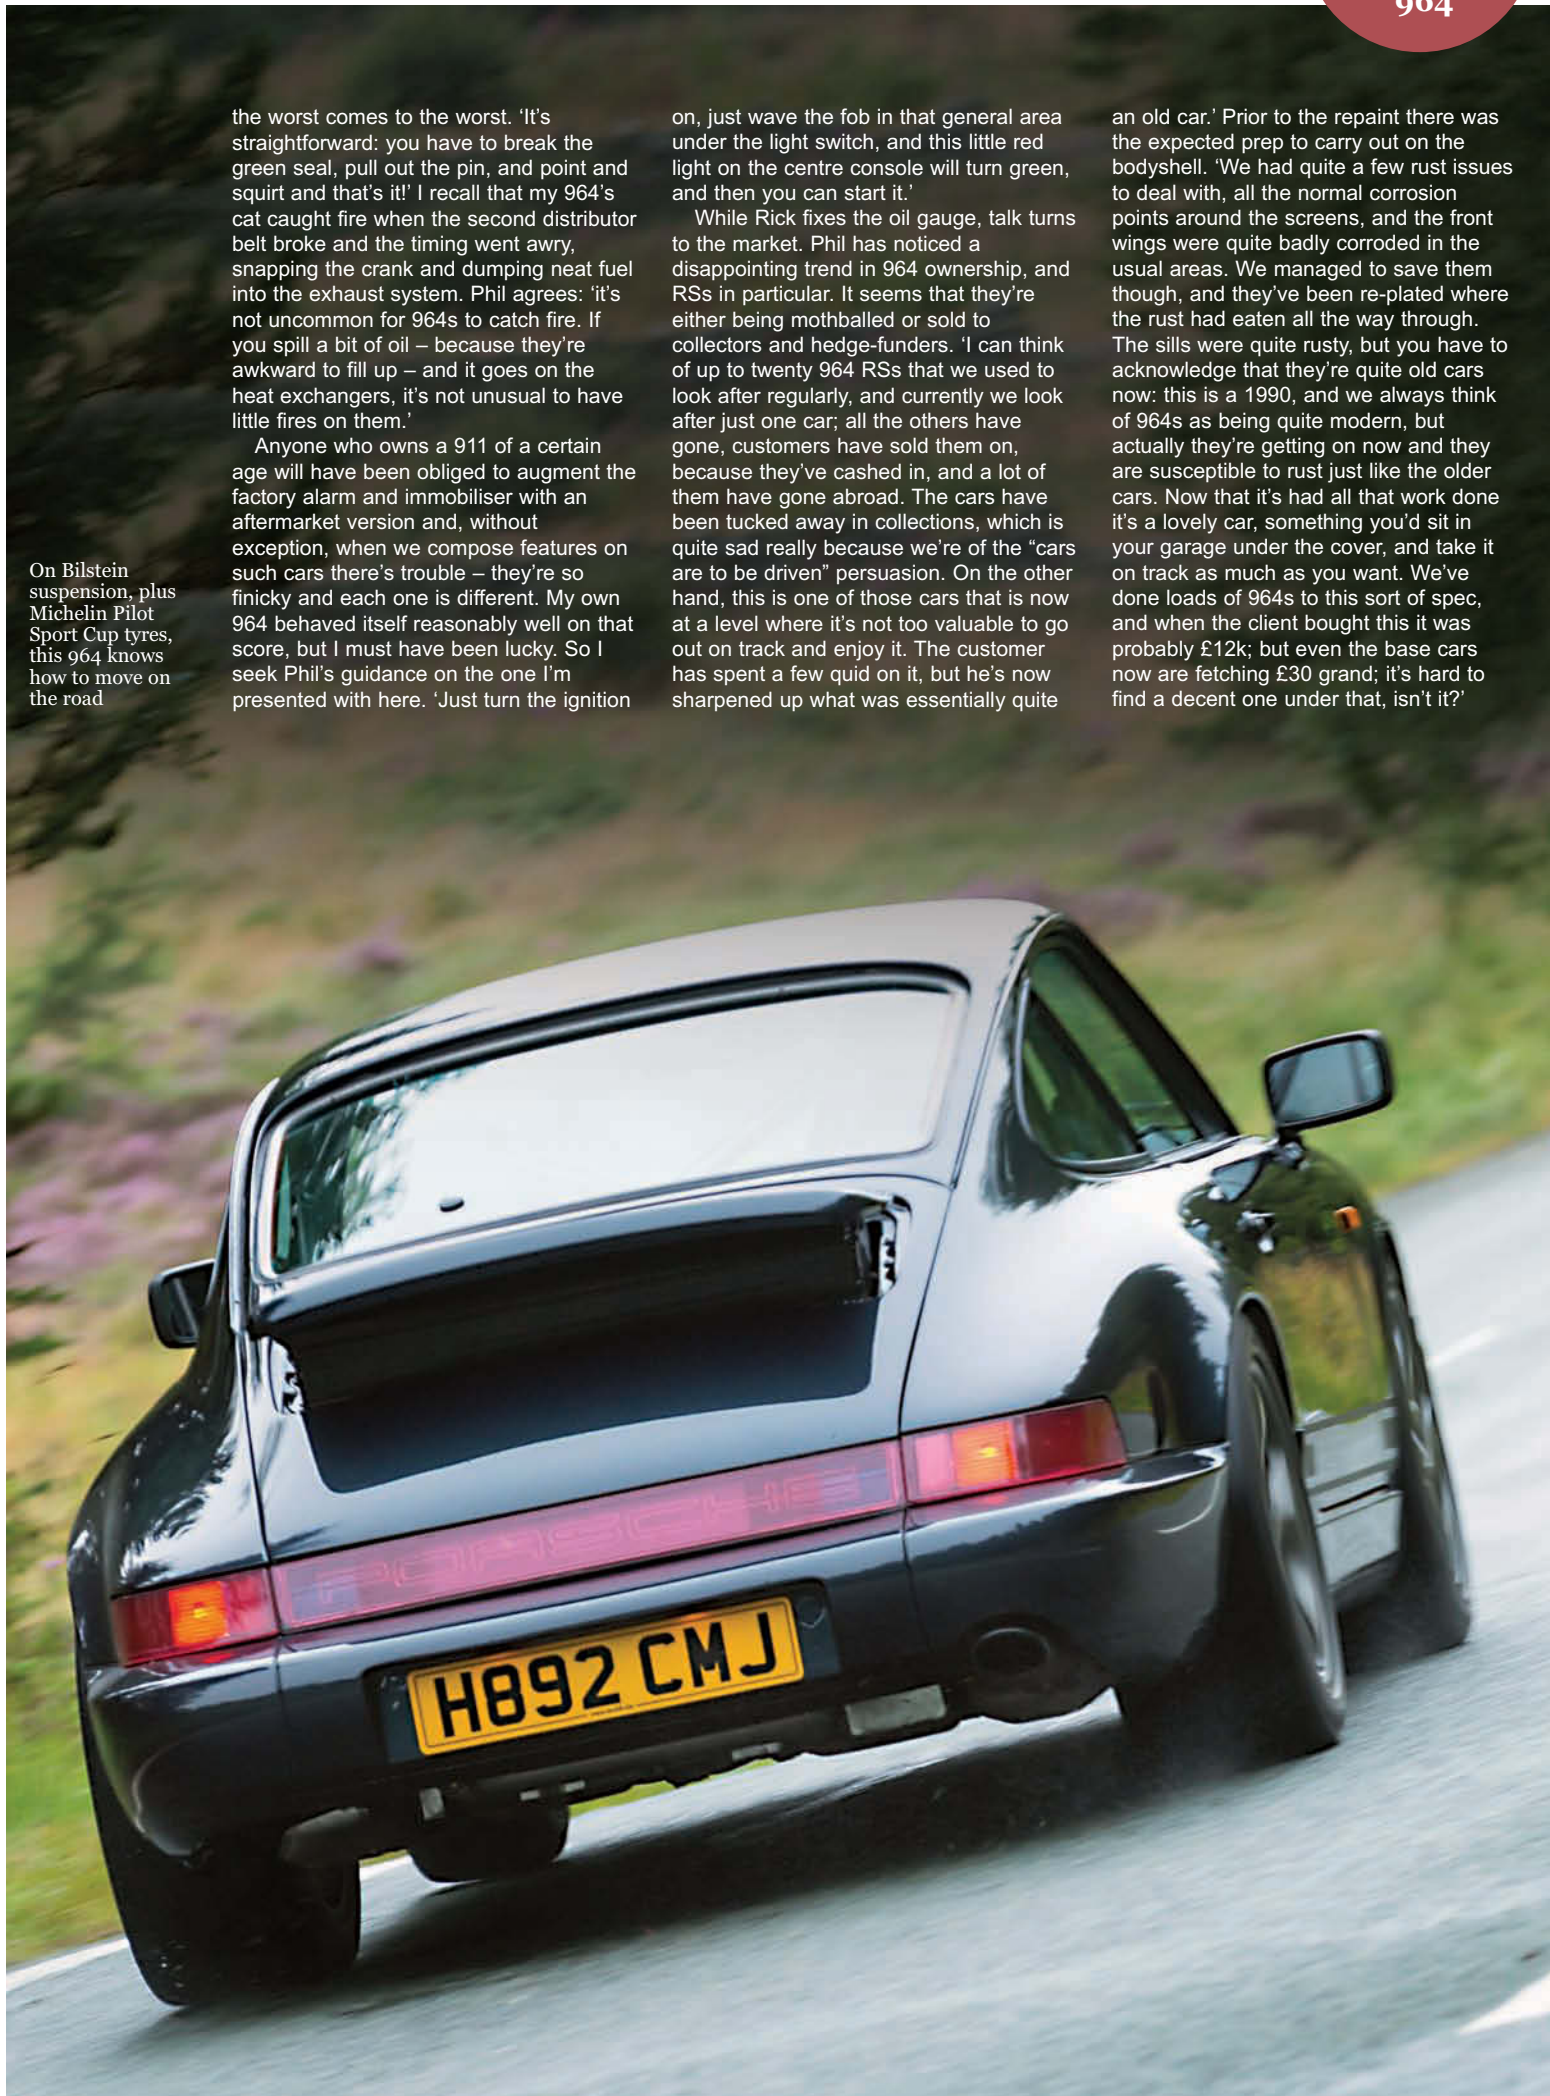 964
the worst comes to the worst. ‘It’s
straightforward: you have to break the
green seal, pull out the pin, and point and
squirt and that’s it!’ I recall that my 964’s
cat caught fire when the second distributor
belt broke and the timing went awry,
snapping the crank and dumping neat fuel
into the exhaust system. Phil agrees: ‘it’s
not uncommon for 964s to catch fire. If
you spill a bit of oil – because they’re
awkward to fill up – and it goes on the
heat exchangers, it’s not unusual to have
little fires on them.’
Anyone who owns a 911 of a certain
age will have been obliged to augment the
factory alarm and immobiliser with an
aftermarket version and, without
exception, when we compose features on
such cars there’s trouble – they’re so
finicky and each one is different. My own
964 behaved itself reasonably well on that
score, but I must have been lucky. So I
seek Phil’s guidance on the one I’m
presented with here. ‘Just turn the ignition
on, just wave the fob in that general area
under the light switch, and this little red
light on the centre console will turn green,
and then you can start it.’
While Rick fixes the oil gauge, talk turns
to the market. Phil has noticed a
disappointing trend in 964 ownership, and
RSs in particular. It seems that they’re
either being mothballed or sold to
collectors and hedge-funders. ‘I can think
of up to twenty 964 RSs that we used to
look after regularly, and currently we look
after just one car; all the others have
gone, customers have sold them on,
because they’ve cashed in, and a lot of
them have gone abroad. The cars have
been tucked away in collections, which is
quite sad really because we’re of the “cars
are to be driven” persuasion. On the other
hand, this is one of those cars that is now
at a level where it’s not too valuable to go
out on track and enjoy it. The customer
has spent a few quid on it, but he’s now
sharpened up what was essentially quite
an old car.’ Prior to the repaint there was
the expected prep to carry out on the
bodyshell. ‘We had quite a few rust issues
to deal with, all the normal corrosion
points around the screens, and the front
wings were quite badly corroded in the
usual areas. We managed to save them
though, and they’ve been re-plated where
the rust had eaten all the way through.
The sills were quite rusty, but you have to
acknowledge that they’re quite old cars
now: this is a 1990, and we always think
of 964s as being quite modern, but
actually they’re getting on now and they
are susceptible to rust just like the older
cars. Now that it’s had all that work done
it’s a lovely car, something you’d sit in
your garage under the cover, and take it
on track as much as you want. We’ve
done loads of 964s to this sort of spec,
and when the client bought this it was
probably £12k; but even the base cars
now are fetching £30 grand; it’s hard to
find a decent one under that, isn’t it?’
On Bilstein
suspension, plus
Michelin Pilot
Sport Cup tyres,
this 964 knows
how to move on
the road
PORSCHE
H892 CMJ